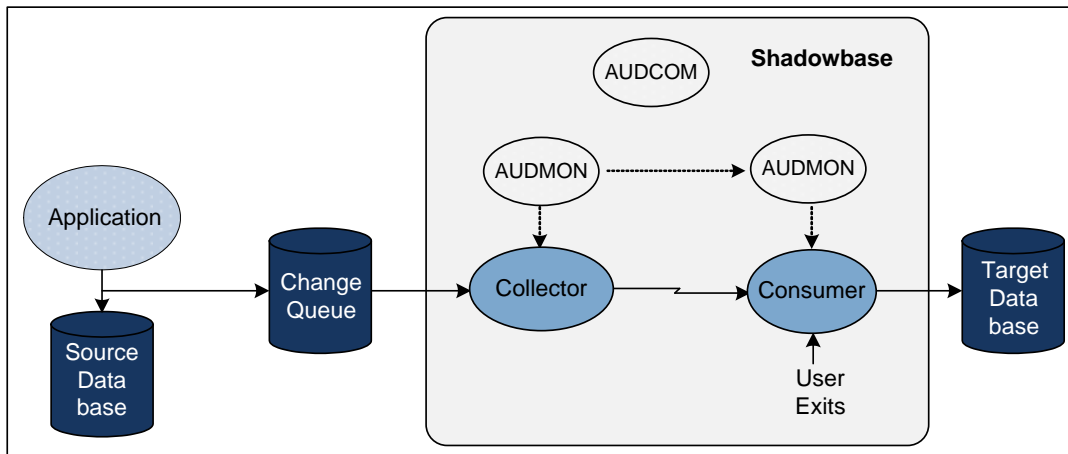 Shadowbase
AUDCOM
AUDMON
AUDMON
Application
Change
Queue
Collector
Consumer
Target
Data
base
Source
Data
base
User
Exits